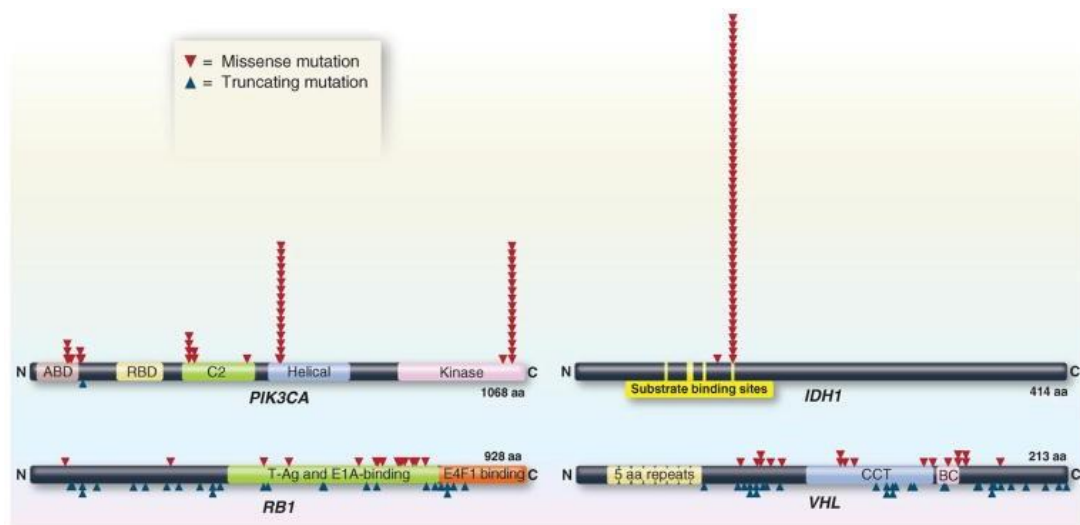 ▼ = Missense mutation
▲ = Truncating mutation
N ABD RBD C2 Helical Kinase C
1068 aa
PIK3CA
N C
Substrate binding sites
IDH1
414 aa
928 aa
N T-Ag and E1A-binding E4F1 binding C
RB1
213 aa
N 5 aa repeats CCT BC C
VHL